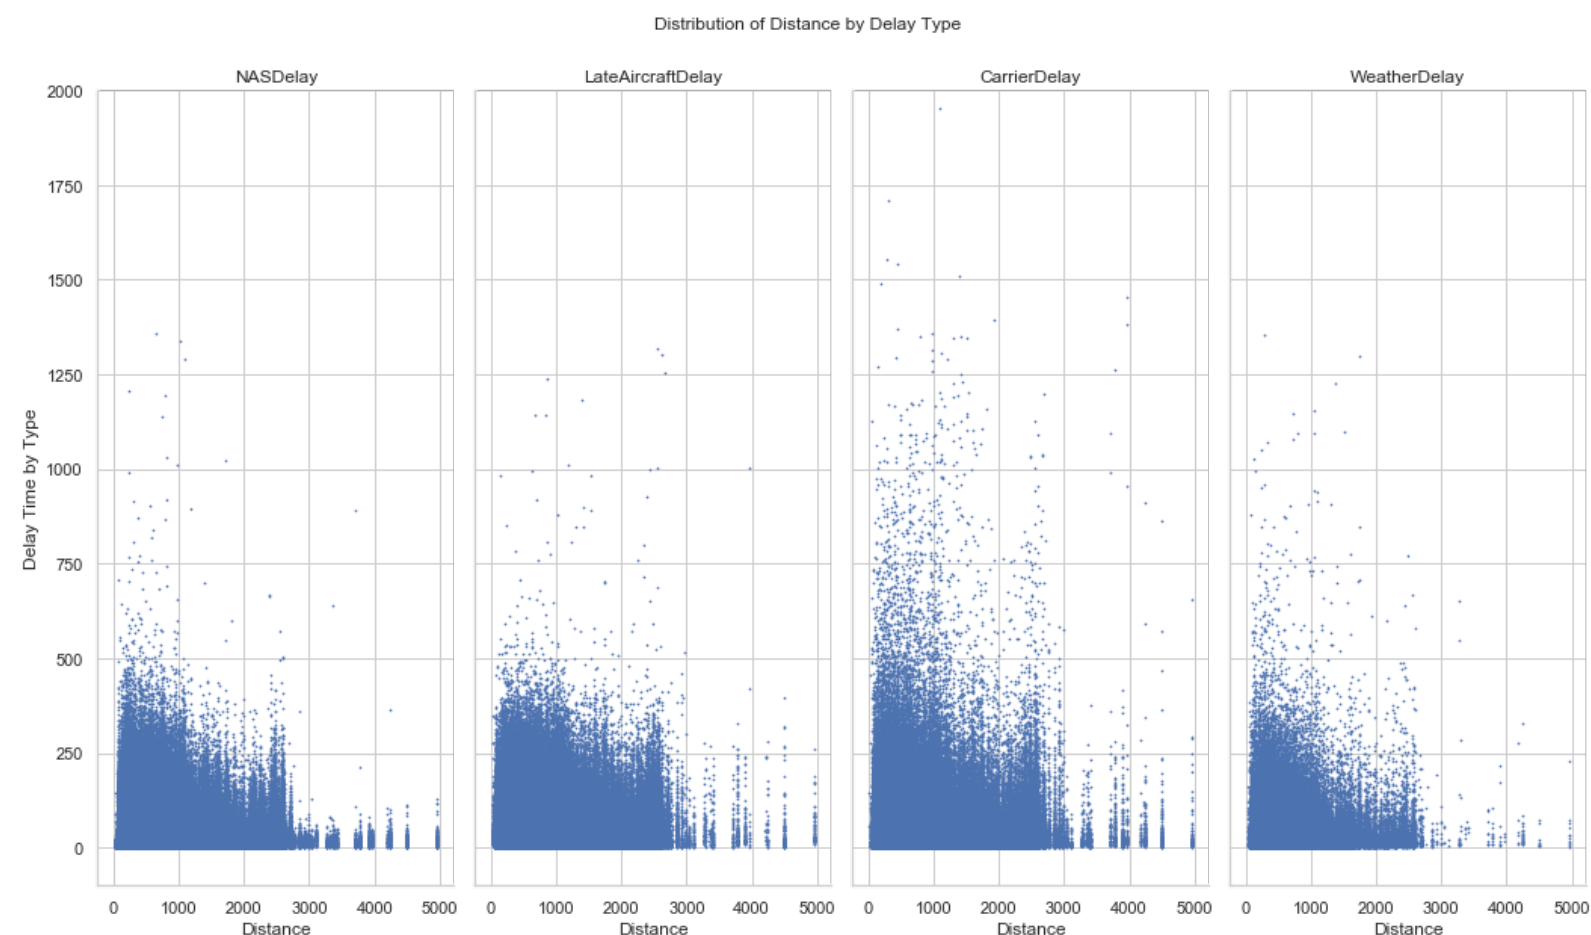 Distribution of Distance by Delay Type
NASDelay
LateAircraftDelay
CarrierDelay
WeatherDelay
Delay Time by Type
2000
1750
1500
1250
1000
750
500
250
0
0 1000 2000 3000 4000 5000
Distance
0 1000 2000 3000 4000 5000
Distance
0 1000 2000 3000 4000 5000
Distance
0 1000 2000 3000 4000 5000
Distance